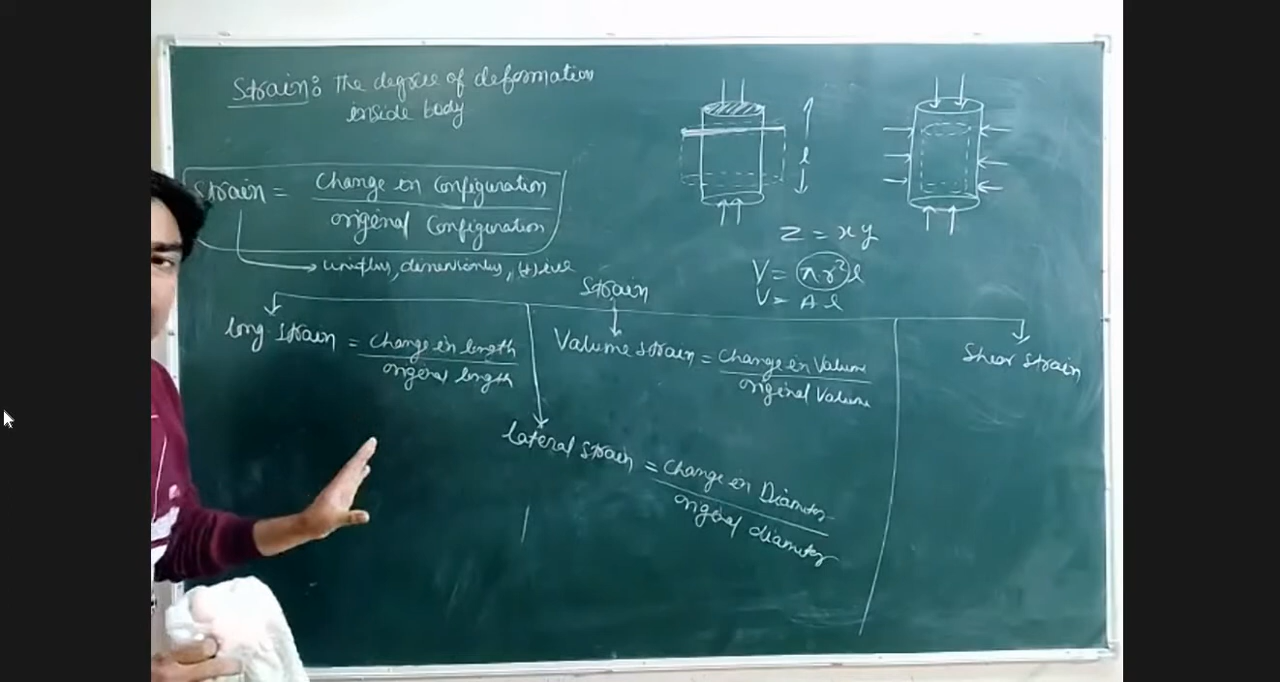 Strain: The degree of deformation
inside body
Strain = Change in Configuration
original Configuration
unitless, dimensionless, (+)ive
l
Z = xy
V = π.r²l
V = Al
Strain
long. strain = Change in length
original length
Volume strain = Change in Volume
original Volume
Shear strain
lateral strain = Change in Diameter
original diameter